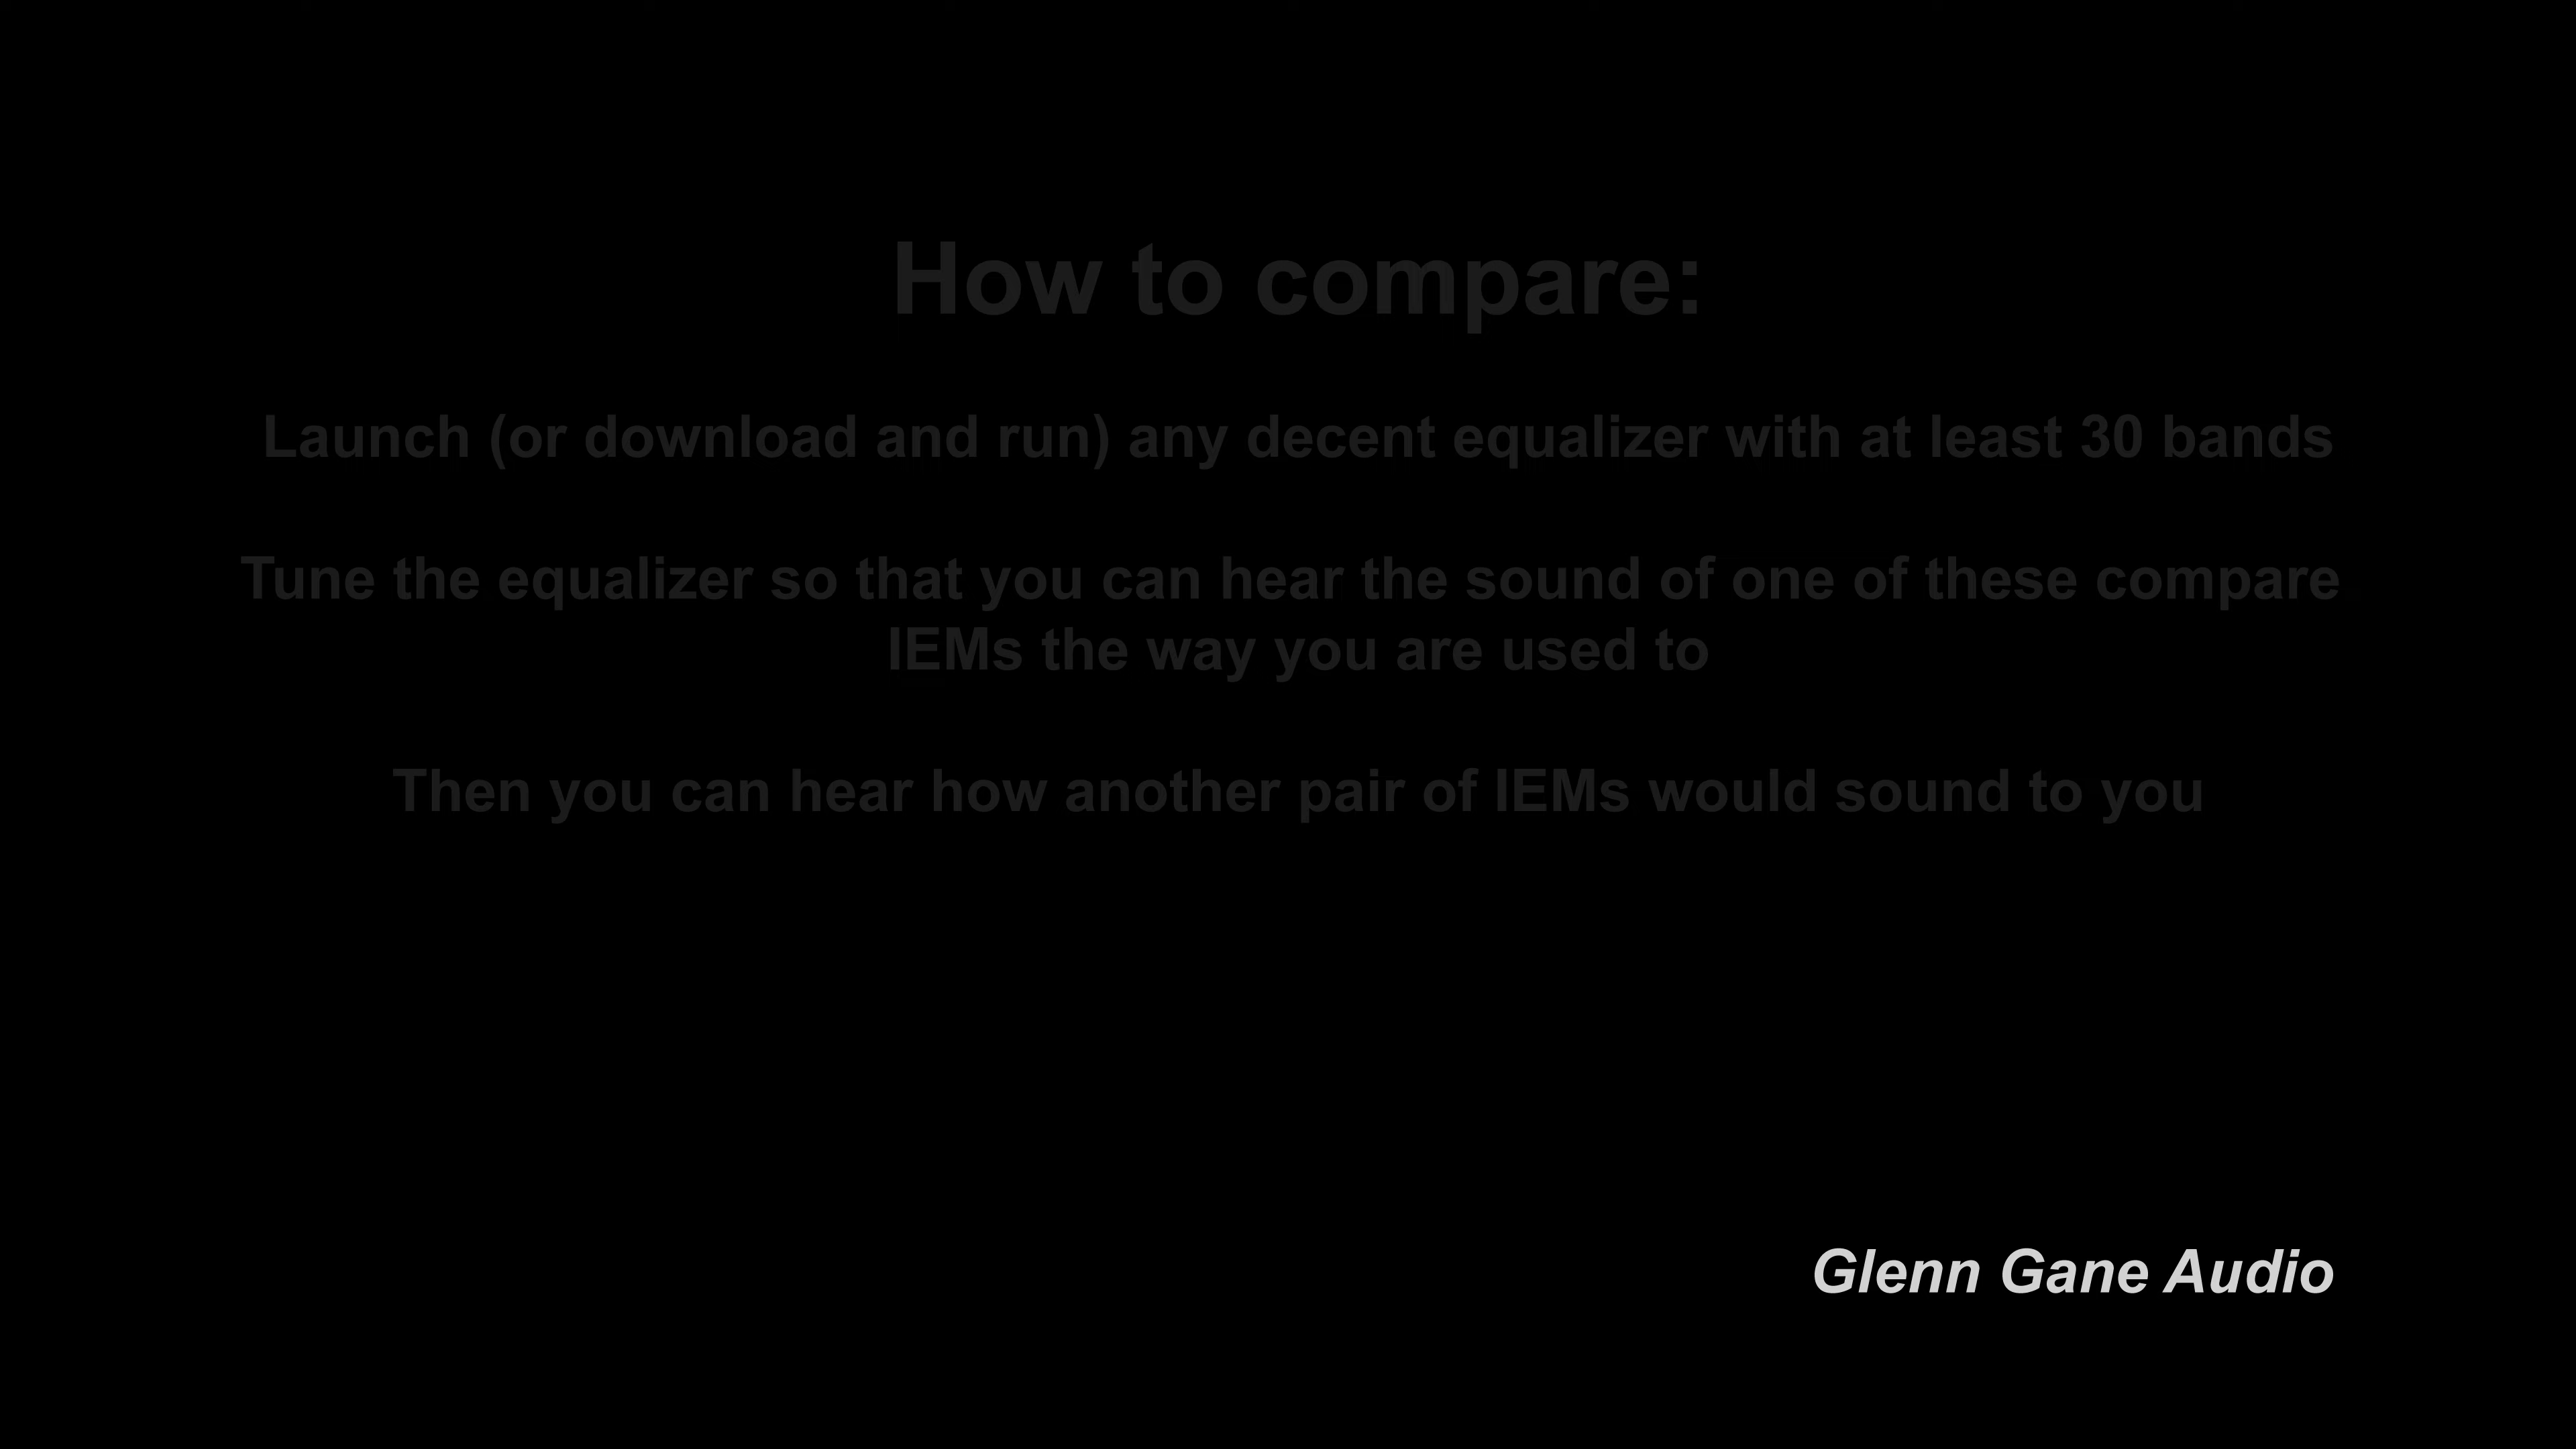 How to compare:
Launch (or download and run) any decent equalizer with at least 30 bands
Tune the equalizer so that you can hear the sound of one of these compare
IEMs the way you are used to
Then you can hear how another pair of IEMs would sound to you
Glenn Gane Audio